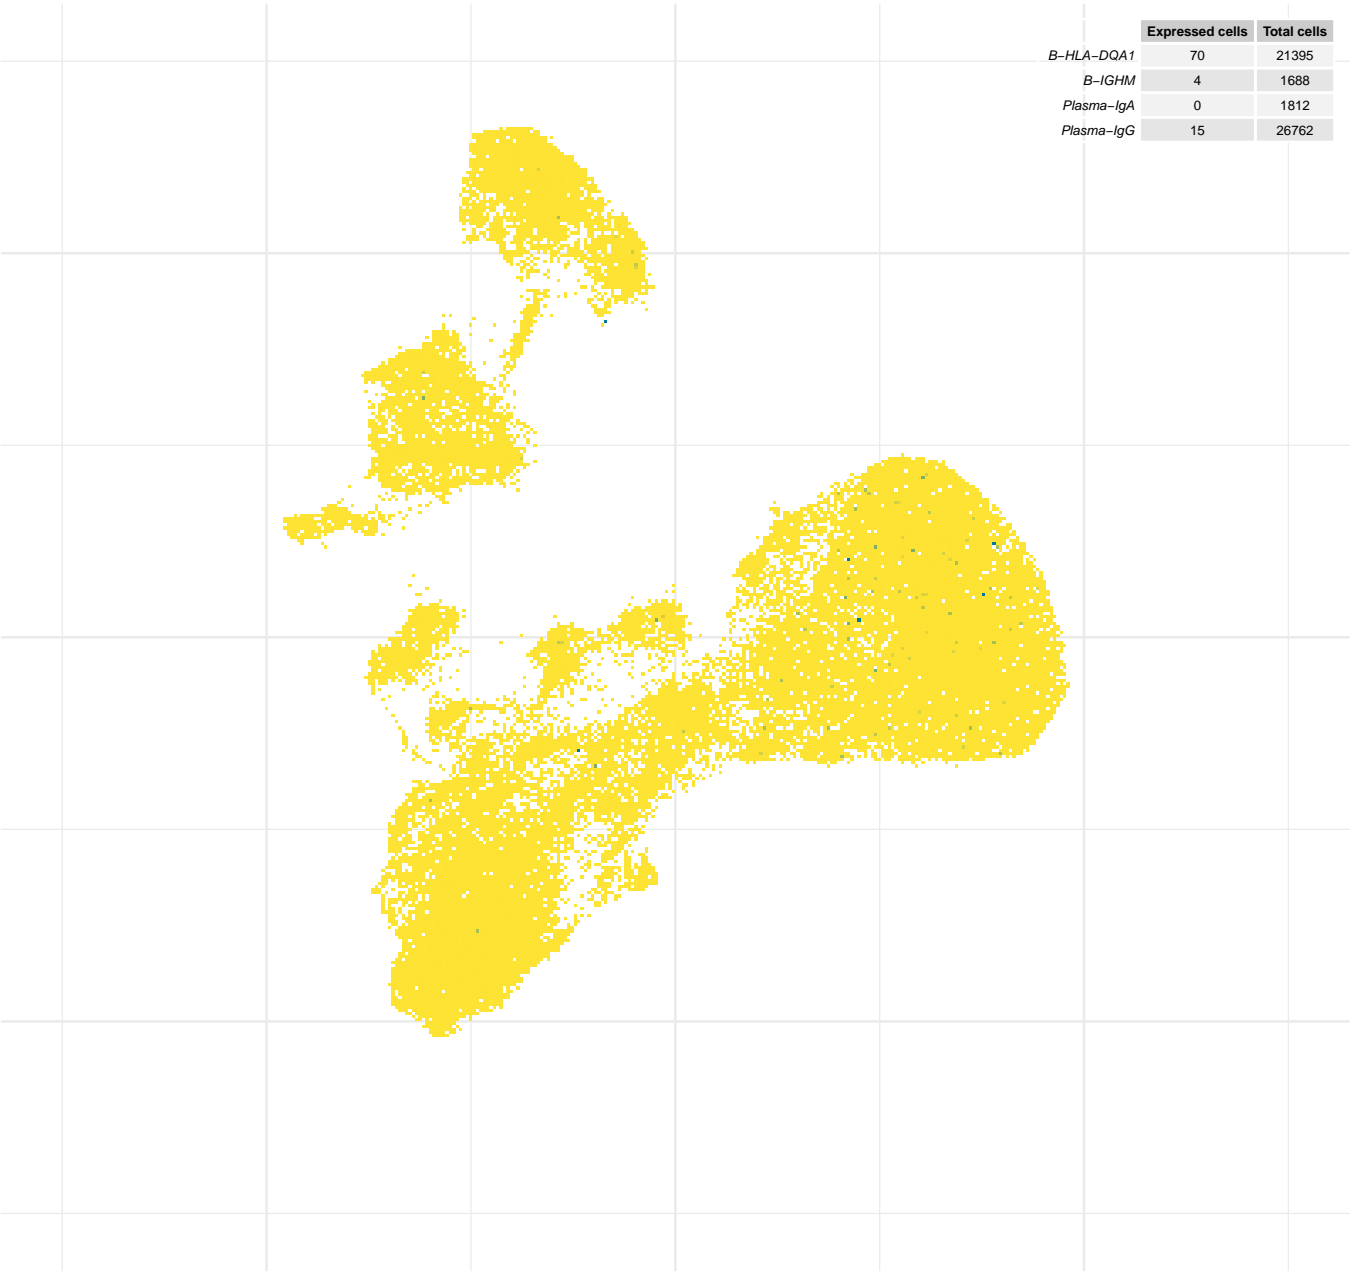 Expressed cells Total cells
B−HLA−DQA1 70 21395
B−IGHM 4 1688
Plasma−IgA 0 1812
Plasma−IgG 15 26762